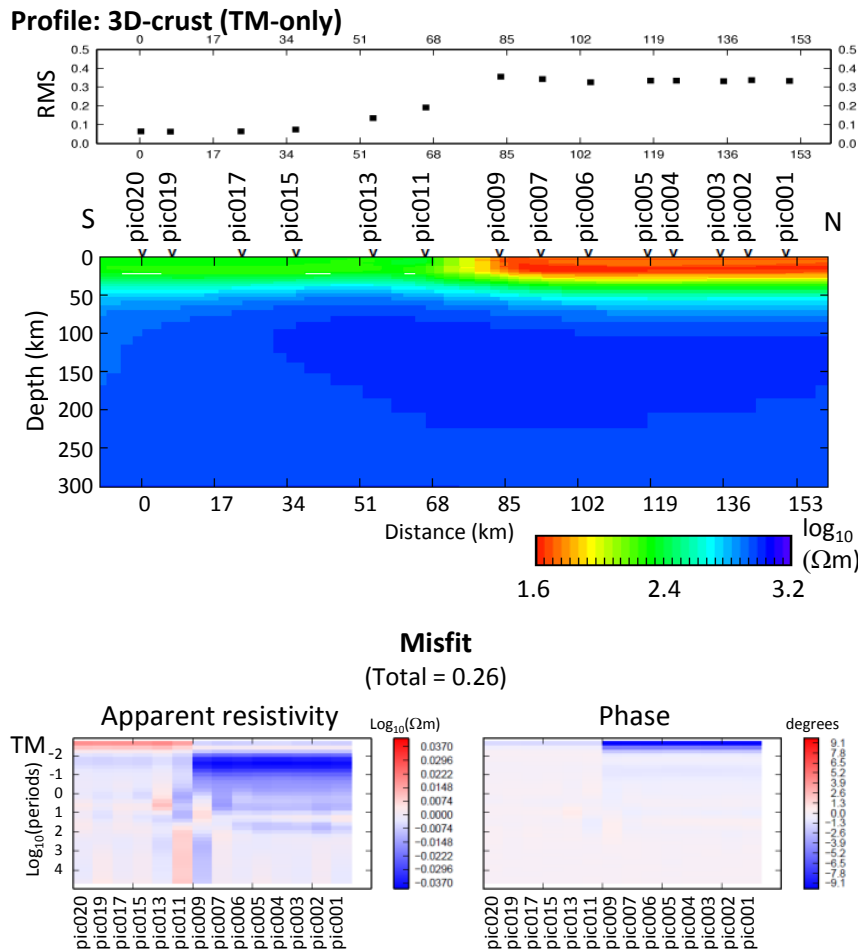 Profile: 3D-crust (TM-only)
0 17 34 51 68 85 102 119 136 153
0.5 0.5
0.4 0.4
0.3 0.3
0.2 0.2
0.1 0.1
0.0 0.0
RMS
0 17 34 51 68 85 102 119 136 153
S pic020 pic019 pic017 pic015 pic013 pic011 pic009 pic007 pic006 pic005 pic004 pic003 pic002 pic001 N
0
50
100
150
200
250
300
Depth (km)
0 17 34 51 68 85 102 119 136 153
Distance (km)
log10
(Ωm)
1.6 2.4 3.2
Misfit
(Total = 0.26)
Apparent resistivity
Log10(Ωm)
TM
-2
-1
0
1
2
3
4
Log10(periods)
0.0370
0.0296
0.0222
0.0148
0.0074
0.0000
-0.0074
-0.0148
-0.0222
-0.0296
-0.0370
pic020 pic019 pic017 pic015 pic013 pic011 pic009 pic007 pic006 pic005 pic004 pic003 pic002 pic001
Phase
degrees
9.1
7.8
6.5
5.2
3.9
2.6
1.3
0.0
-1.3
-2.6
-3.9
-5.2
-6.5
-7.8
-9.1
pic020 pic019 pic017 pic015 pic013 pic011 pic009 pic007 pic006 pic005 pic004 pic003 pic002 pic001